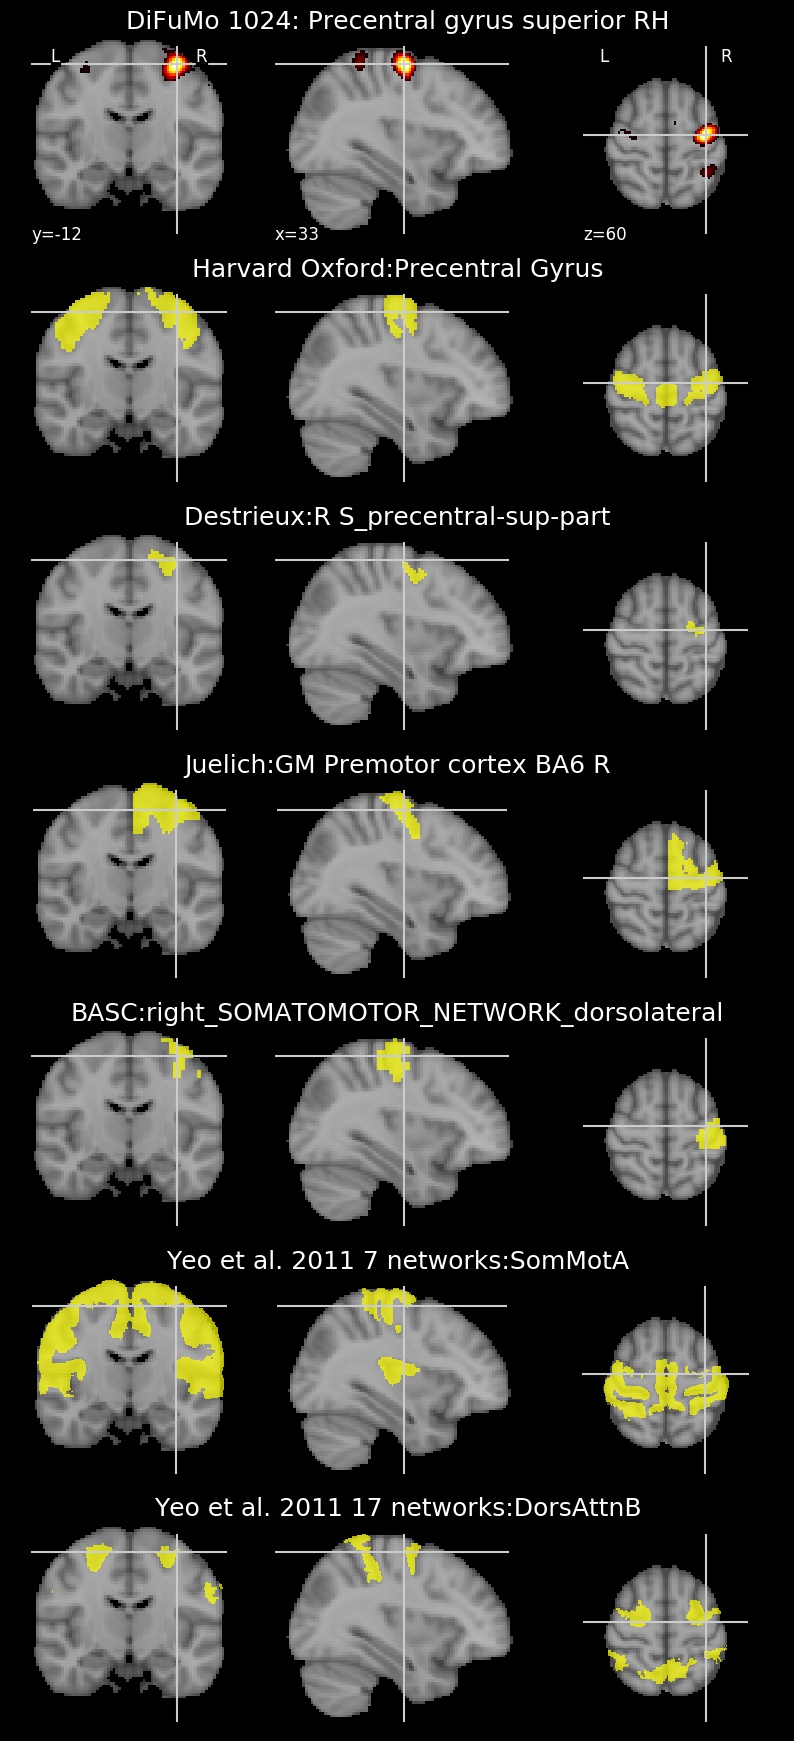 DiFuMo 1024: Precentral gyrus superior RH
L R L R
y=-12 x=33 z=60
Harvard Oxford:Precentral Gyrus
Destrieux:R S_precentral-sup-part
Juelich:GM Premotor cortex BA6 R
BASC:right_SOMATOMOTOR_NETWORK_dorsolateral
Yeo et al. 2011 7 networks:SomMotA
Yeo et al. 2011 17 networks:DorsAttnB